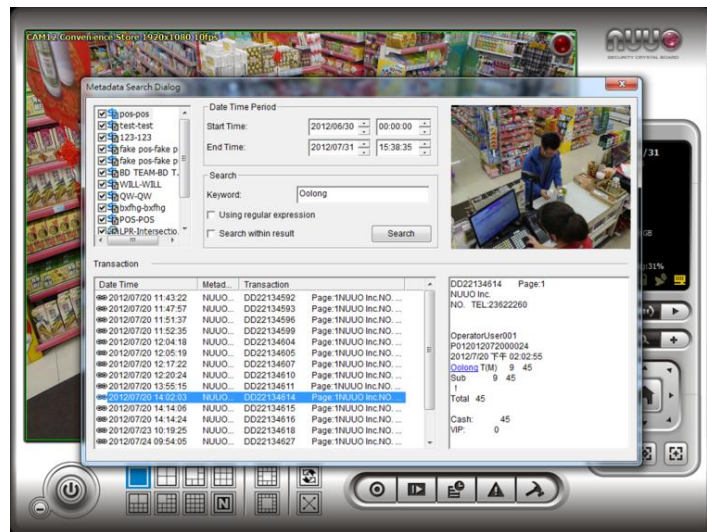 CAM12 Convenience Store 1920x1080 10fps
nuuo
SECURITY CRYSTAL BOARD
Metadata Search Dialog
pos-pos
test-test
123-123
fake pos-fake p
fake pos-fake p
BD TEAM-BD T.
WILL-WILL
QW-QW
bxfhg-bxfhg
POS-POS
LPR-Intersectio.
Date Time Period
Start Time: 2012/06/30 00:00:00
End Time: 2012/07/31 15:38:35
Search
Keyword: Oolong
Using regular expression
Search within result
Search
/31
GB
31%
Transaction
Date Time Metad... Transaction
2012/07/20 11:43:22 NUUO... DD22134592 Page:1NUUO Inc.NO. ...
2012/07/20 11:47:57 NUUO... DD22134593 Page:1NUUO Inc.NO. ...
2012/07/20 11:51:37 NUUO... DD22134596 Page:1NUUO Inc.NO. ...
2012/07/20 11:52:35 NUUO... DD22134599 Page:1NUUO Inc.NO. ...
2012/07/20 12:04:18 NUUO... DD22134604 Page:1NUUO Inc.NO. ...
2012/07/20 12:05:19 NUUO... DD22134605 Page:1NUUO Inc.NO. ...
2012/07/20 12:17:22 NUUO... DD22134607 Page:1NUUO Inc.NO. ...
2012/07/20 12:20:24 NUUO... DD22134610 Page:1NUUO Inc.NO. ...
2012/07/20 13:55:15 NUUO... DD22134611 Page:1NUUO Inc.NO. ...
2012/07/20 14:02:03 NUUO... DD22134614 Page:1NUUO Inc.NO. ...
2012/07/20 14:14:06 NUUO... DD22134615 Page:1NUUO Inc.NO. ...
2012/07/20 14:14:24 NUUO... DD22134616 Page:1NUUO Inc.NO. ...
2012/07/23 10:19:25 NUUO... DD22134618 Page:1NUUO Inc.NO. ...
2012/07/24 09:54:05 NUUO... DD22134627 Page:1NUUO Inc.NO. ...
DD22134614 Page:1
NUUO Inc.
NO. TEL:23622260
OperatorUser001
P012012072000024
2012/7/20 下午 02:02:55
Oolong T(M) 9 45
Sub 9 45
!
Total 45
Cash: 45
VIP: 0
N